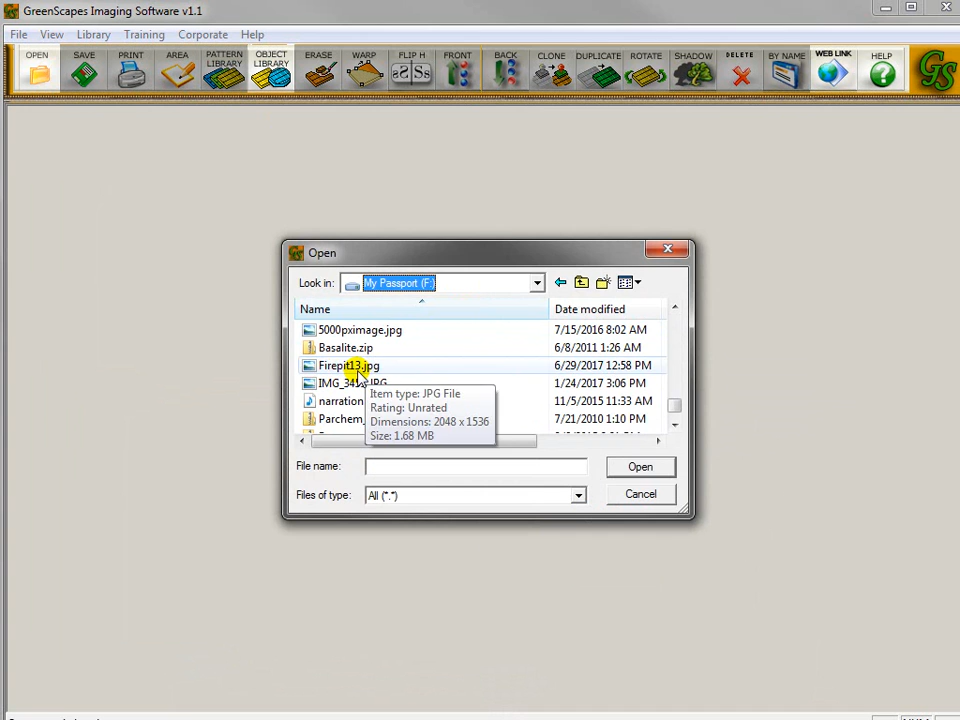 GreenScapes Imaging Software v1.1
File View Library Training Corporate Help
OPEN SAVE PRINT AREA PATTERN LIBRARY OBJECT LIBRARY ERASE WARP FLIP H FRONT BACK CLONE DUPLICATE ROTATE SHADOW DELETE BY NAME WEB LINK HELP
Open
Look in: My Passport (F:)
Name Date modified
5000pximage.jpg 7/15/2016 8:02 AM
Basalite.zip 6/8/2011 1:26 AM
Firepit13.jpg 6/29/2017 12:58 PM
1/24/2017 3:06 PM
narration 11/5/2015 11:33 AM
Parchem 7/21/2010 1:10 PM
Item type: JPG File
Rating: Unrated
Dimensions: 2048 x 1536
Size: 1.68 MB
File name: Open
Files of type: All (*.*) Cancel